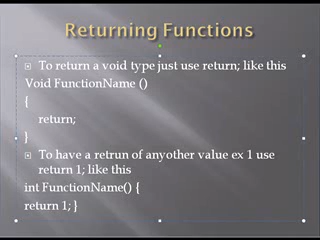 Returning Functions
To return a void type just use return; like this
Void FunctionName ()
{
return;
}
To have a retrun of anyother value ex 1 use
return 1; like this
int FunctionName() {
return 1; }